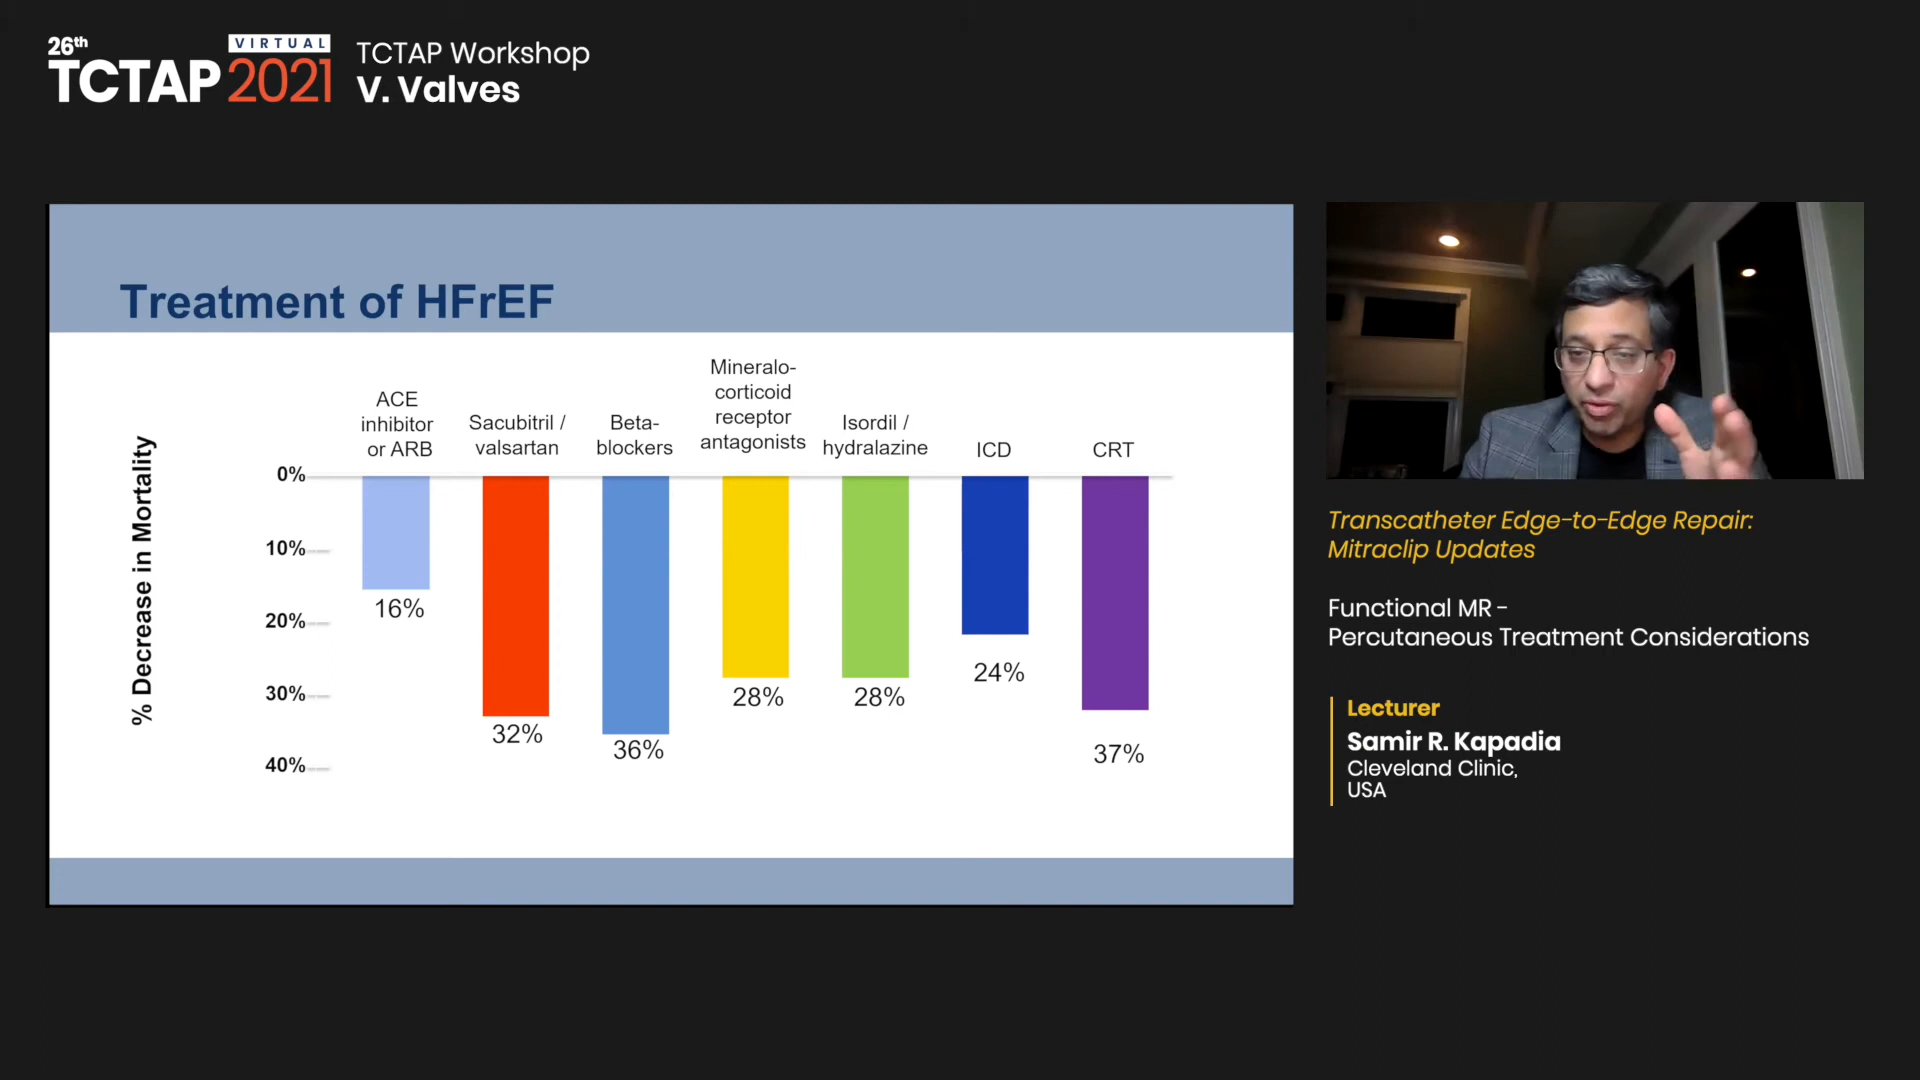 26th
VIRTUAL
TCTAP 2021
TCTAP Workshop
V. Valves
Treatment of HFrEF
% Decrease in Mortality
ACE
inhibitor
or ARB
Sacubitril /
valsartan
Beta-
blockers
Mineralo-
corticoid
receptor
antagonists
Isordil /
hydralazine
ICD
CRT
0%
10%
20%
30%
40%
16%
32%
36%
28%
28%
24%
37%
Transcatheter Edge-to-Edge Repair:
Mitraclip Updates
Functional MR -
Percutaneous Treatment Considerations
Lecturer
Samir R. Kapadia
Cleveland Clinic,
USA